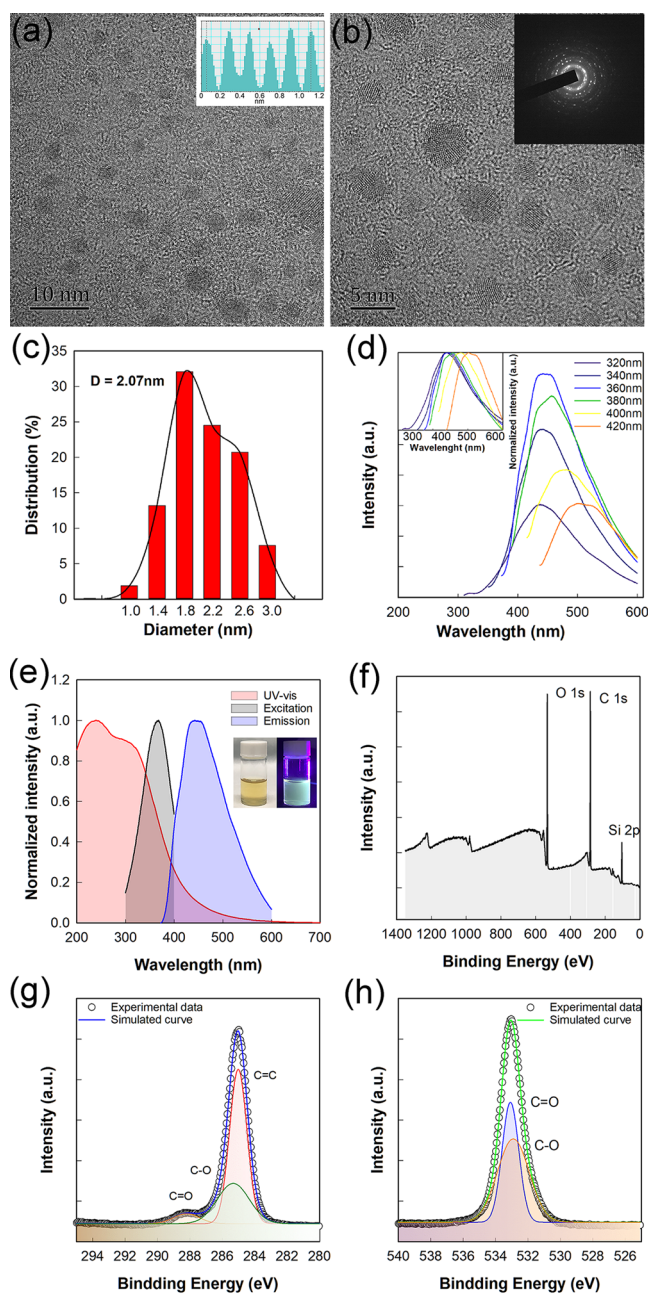 (a)
0 0.2 0.4 0.6 0.8 1.0 1.2
nm
10 nm
(b)
5 nm
(c)
35
30
25
20
15
10
5
0
D = 2.07nm
Distribution (%)
1.0 1.4 1.8 2.2 2.6 3.0
Diameter (nm)
(d)
Normalized intensity (a.u.)
300 400 500 600
Wavelenght (nm)
320nm
340nm
360nm
380nm
400nm
420nm
Intensity (a.u.)
200 300 400 500 600
Wavelength (nm)
(e)
1.2
1.0
0.8
0.6
0.4
0.2
0.0
UV-vis
Excitation
Emission
Normalized intensity (a.u.)
200 300 400 500 600 700
Wavelength (nm)
(f)
O 1s
C 1s
Si 2p
Intensity (a.u.)
1400 1200 1000 800 600 400 200 0
Binding Energy (eV)
(g)
Experimental data
Simulated curve
C=C
C-O
C=O
Intensity (a.u.)
294 292 290 288 286 284 282 280
Bindding Energy (eV)
(h)
Experimental data
Simulated curve
C=O
C-O
Intensity (a.u.)
540 538 536 534 532 530 528 526
Bindding Energy (eV)